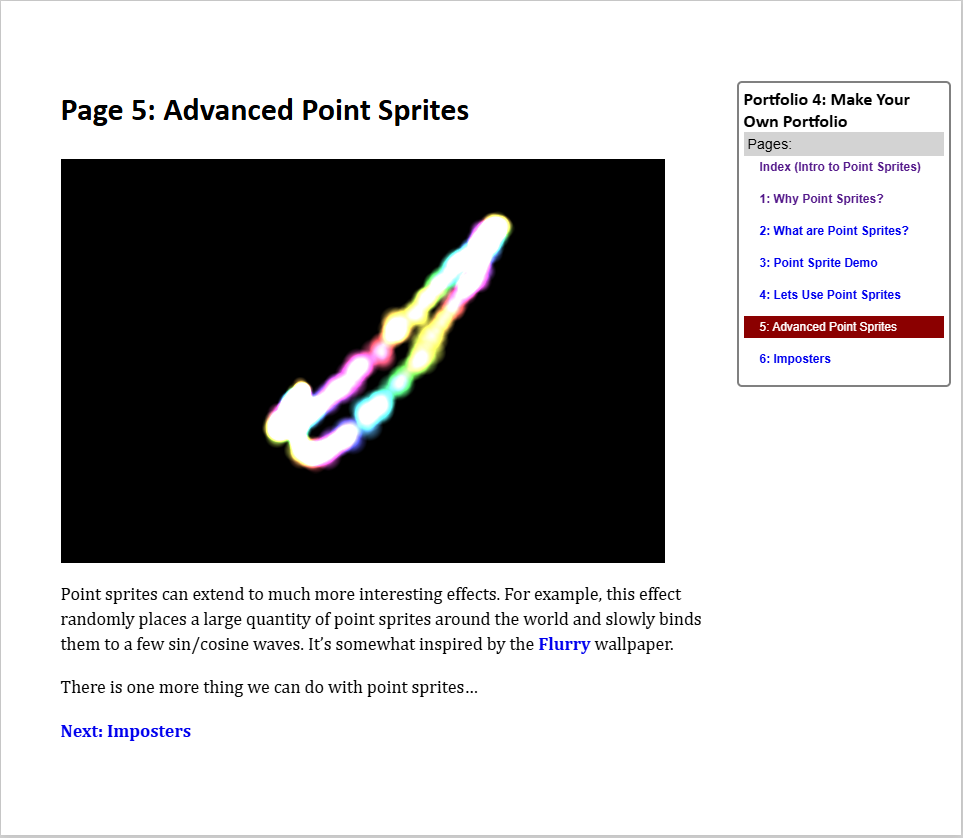 Page 5: Advanced Point Sprites
Point sprites can extend to much more interesting effects. For example, this effect
randomly places a large quantity of point sprites around the world and slowly binds
them to a few sin/cosine waves. It’s somewhat inspired by the Flurry wallpaper.
There is one more thing we can do with point sprites…
Next: Imposters
Portfolio 4: Make Your
Own Portfolio
Pages:
Index (Intro to Point Sprites)
1: Why Point Sprites?
2: What are Point Sprites?
3: Point Sprite Demo
4: Lets Use Point Sprites
5: Advanced Point Sprites
6: Imposters